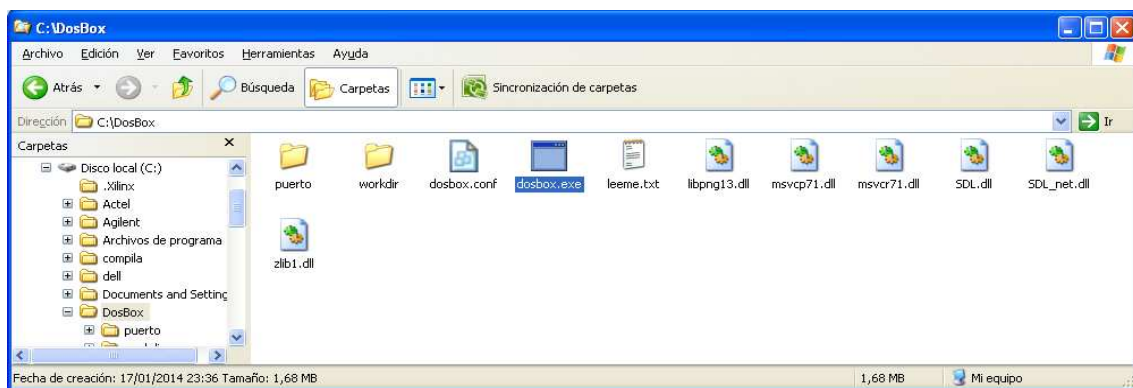 C:\DosBox
Archivo Edición Ver Favoritos Herramientas Ayuda
Atrás Búsqueda Carpetas Sincronización de carpetas
Dirección C:\DosBox Ir
Carpetas
Disco local (C:)
.Xilinx
Actel
Agilent
Archivos de programa
compila
dell
Documents and Setting
DosBox
puerto
puerto workdir dosbox.conf dosbox.exe leeme.txt libpng13.dll msvcp71.dll msvcr71.dll SDL.dll SDL_net.dll
zlib1.dll
Fecha de creación: 17/01/2014 23:36 Tamaño: 1,68 MB 1,68 MB Mi equipo